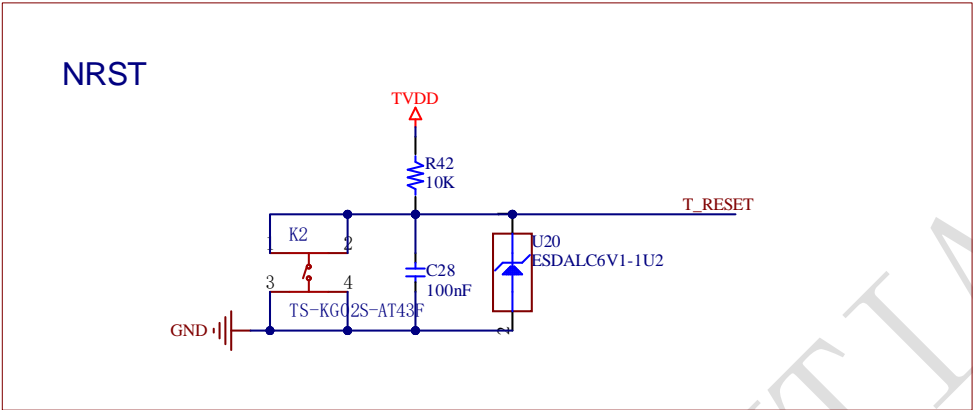 NRST
TVDD
R42
10K
T_RESET
K2
1
2
U20
ESDALC6V1-1U2
C28
100nF
3
4
TS-KG02S-AT43F
GND
2